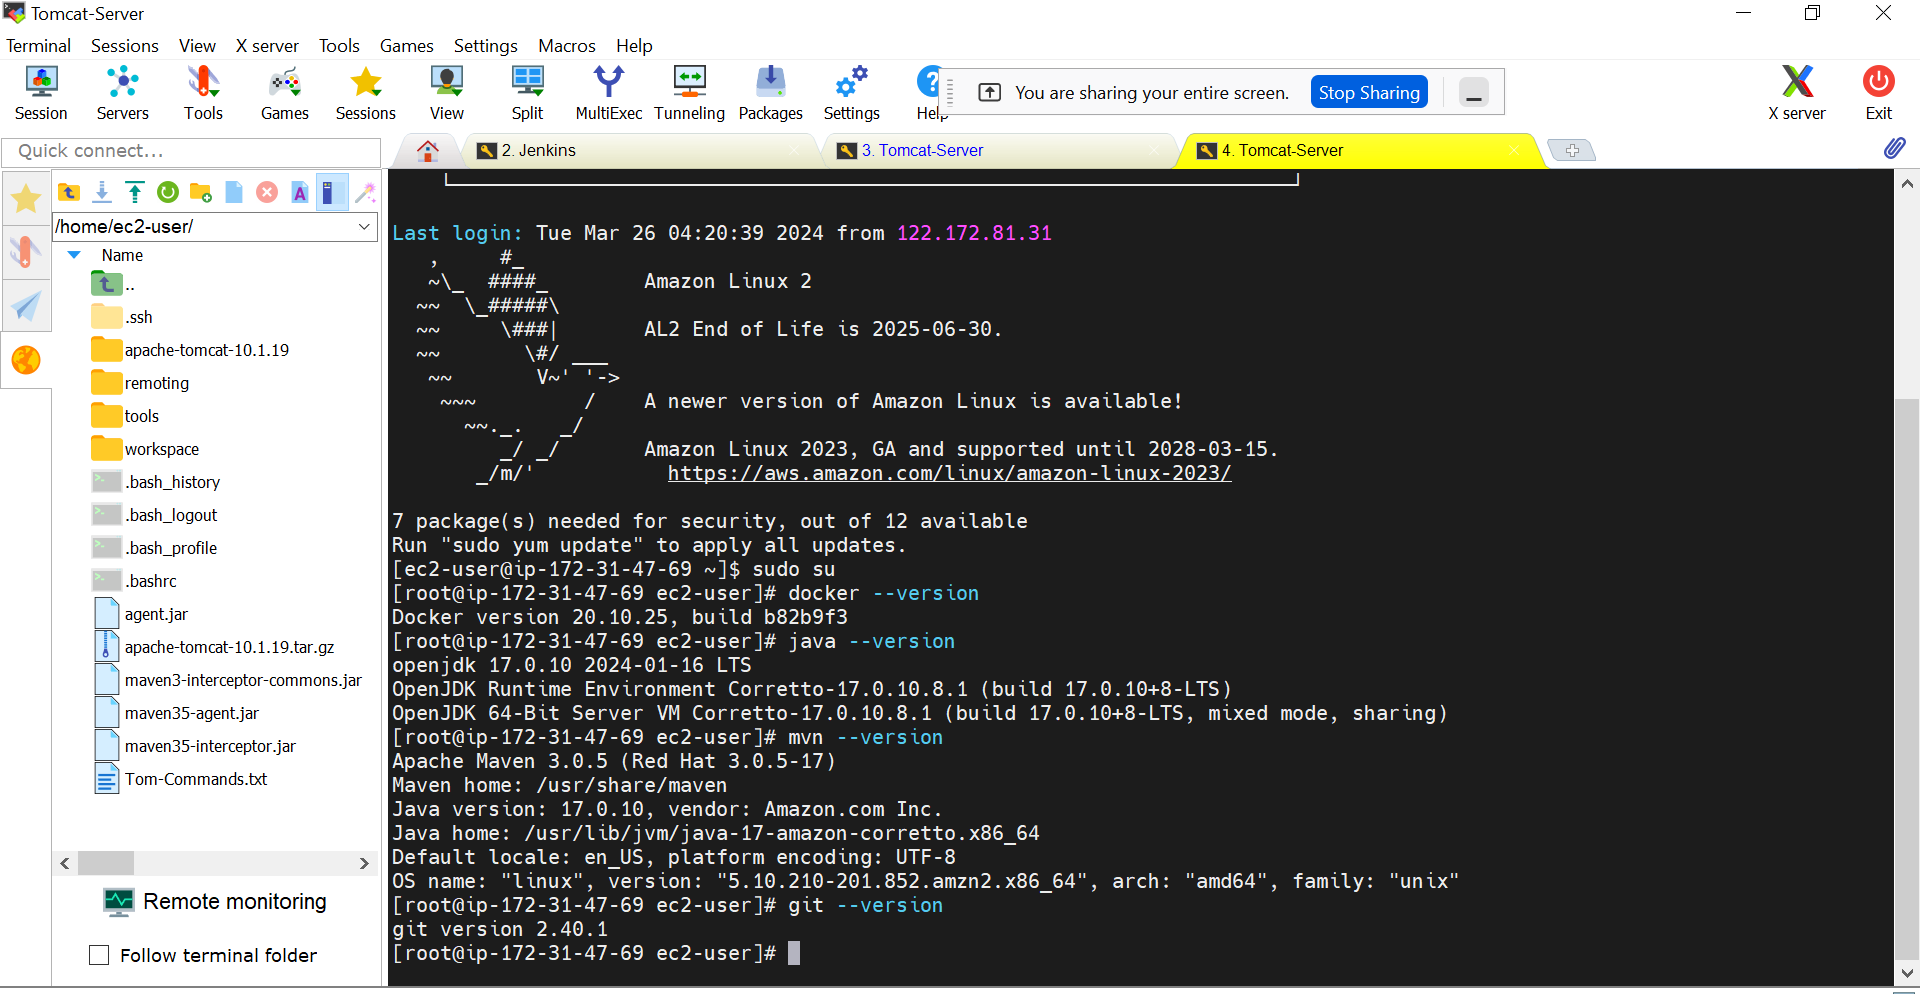 Tomcat-Server
Terminal Sessions View X server Tools Games Settings Macros Help
Session Servers Tools Games Sessions View Split MultiExec Tunneling Packages Settings Help
You are sharing your entire screen. Stop Sharing
X server Exit
Quick connect...
2. Jenkins
3. Tomcat-Server
4. Tomcat-Server
/home/ec2-user/
Name
..
.ssh
apache-tomcat-10.1.19
remoting
tools
workspace
.bash_history
.bash_logout
.bash_profile
.bashrc
agent.jar
apache-tomcat-10.1.19.tar.gz
maven3-interceptor-commons.jar
maven35-agent.jar
maven35-interceptor.jar
Tom-Commands.txt
Remote monitoring
Follow terminal folder
Last login: Tue Mar 26 04:20:39 2024 from 122.172.81.31
   ,     #_
   ~\_  ####_        Amazon Linux 2
  ~~  \_#####\
  ~~     \###|       AL2 End of Life is 2025-06-30.
  ~~       \#/ ___
   ~~       V~' '->
    ~~~         /    A newer version of Amazon Linux is available!
      ~~._.   _/
         _/ _/       Amazon Linux 2023, GA and supported until 2028-03-15.
       _/m/'           https://aws.amazon.com/linux/amazon-linux-2023/
7 package(s) needed for security, out of 12 available
Run "sudo yum update" to apply all updates.
[ec2-user@ip-172-31-47-69 ~]$ sudo su
[root@ip-172-31-47-69 ec2-user]# docker --version
Docker version 20.10.25, build b82b9f3
[root@ip-172-31-47-69 ec2-user]# java --version
openjdk 17.0.10 2024-01-16 LTS
OpenJDK Runtime Environment Corretto-17.0.10.8.1 (build 17.0.10+8-LTS)
OpenJDK 64-Bit Server VM Corretto-17.0.10.8.1 (build 17.0.10+8-LTS, mixed mode, sharing)
[root@ip-172-31-47-69 ec2-user]# mvn --version
Apache Maven 3.0.5 (Red Hat 3.0.5-17)
Maven home: /usr/share/maven
Java version: 17.0.10, vendor: Amazon.com Inc.
Java home: /usr/lib/jvm/java-17-amazon-corretto.x86_64
Default locale: en_US, platform encoding: UTF-8
OS name: "linux", version: "5.10.210-201.852.amzn2.x86_64", arch: "amd64", family: "unix"
[root@ip-172-31-47-69 ec2-user]# git --version
git version 2.40.1
[root@ip-172-31-47-69 ec2-user]#